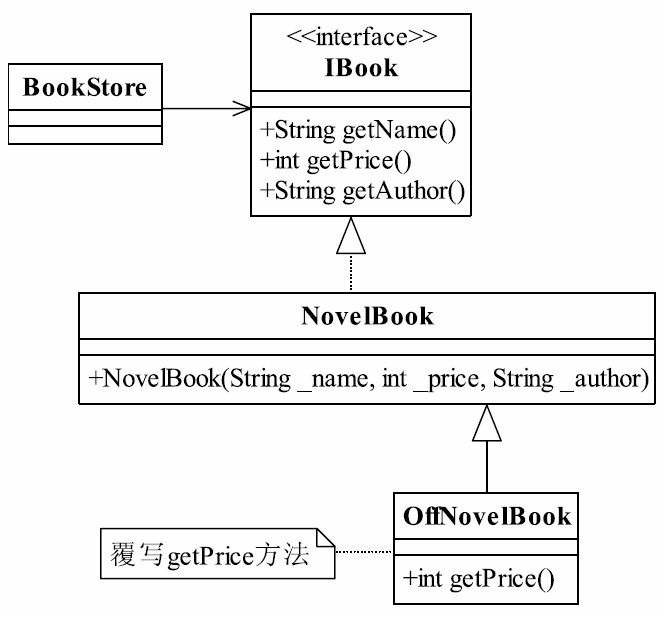 <<interface>>
IBook
BookStore
+String getName()
+int getPrice()
+String getAuthor()
NovelBook
+NovelBook(String _name, int _price, String _author)
OffNovelBook
覆写getPrice方法
+int getPrice()